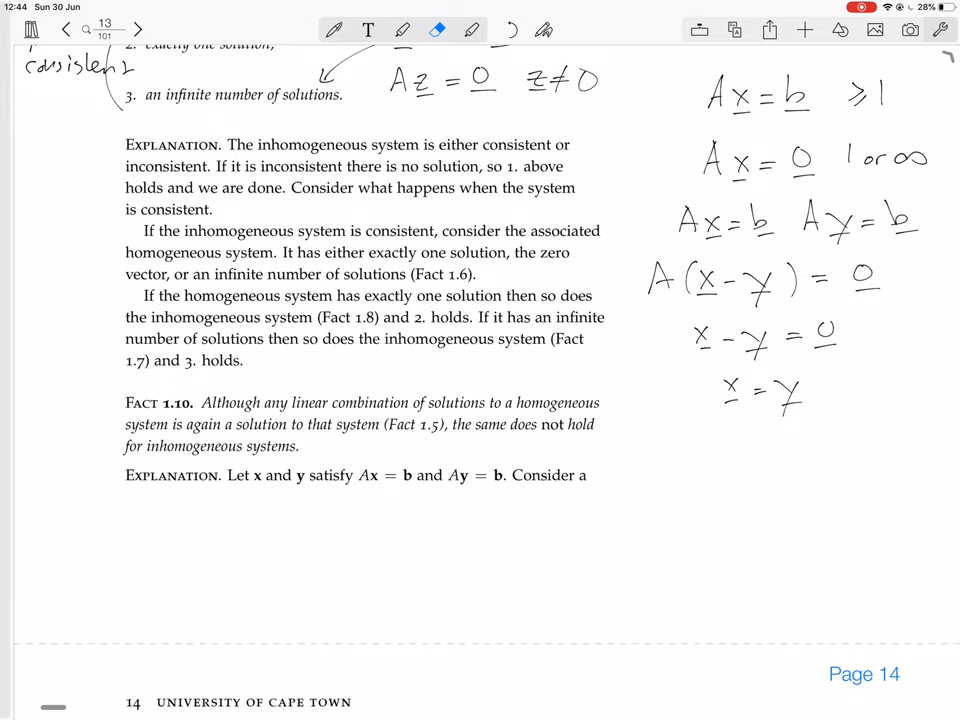 12:44 Sun 30 Jun
28%
13
101
T
2. exactly one solution,
consistent
3. an infinite number of solutions.
Az = 0 z ≠ 0
EXPLANATION. The inhomogeneous system is either consistent or
inconsistent. If it is inconsistent there is no solution, so 1. above
holds and we are done. Consider what happens when the system
is consistent.
If the inhomogeneous system is consistent, consider the associated
homogeneous system. It has either exactly one solution, the zero
vector, or an infinite number of solutions (Fact 1.6).
If the homogeneous system has exactly one solution then so does
the inhomogeneous system (Fact 1.8) and 2. holds. If it has an infinite
number of solutions then so does the inhomogeneous system (Fact
1.7) and 3. holds.
FACT 1.10. Although any linear combination of solutions to a homogeneous
system is again a solution to that system (Fact 1.5), the same does not hold
for inhomogeneous systems.
EXPLANATION. Let x and y satisfy Ax = b and Ay = b. Consider a
Ax = b ⩾ 1
Ax = 0 1 or ∞
Ax = b Ay = b
A(x - y) = 0
x - y = 0
x = y
Page 14
14 UNIVERSITY OF CAPE TOWN